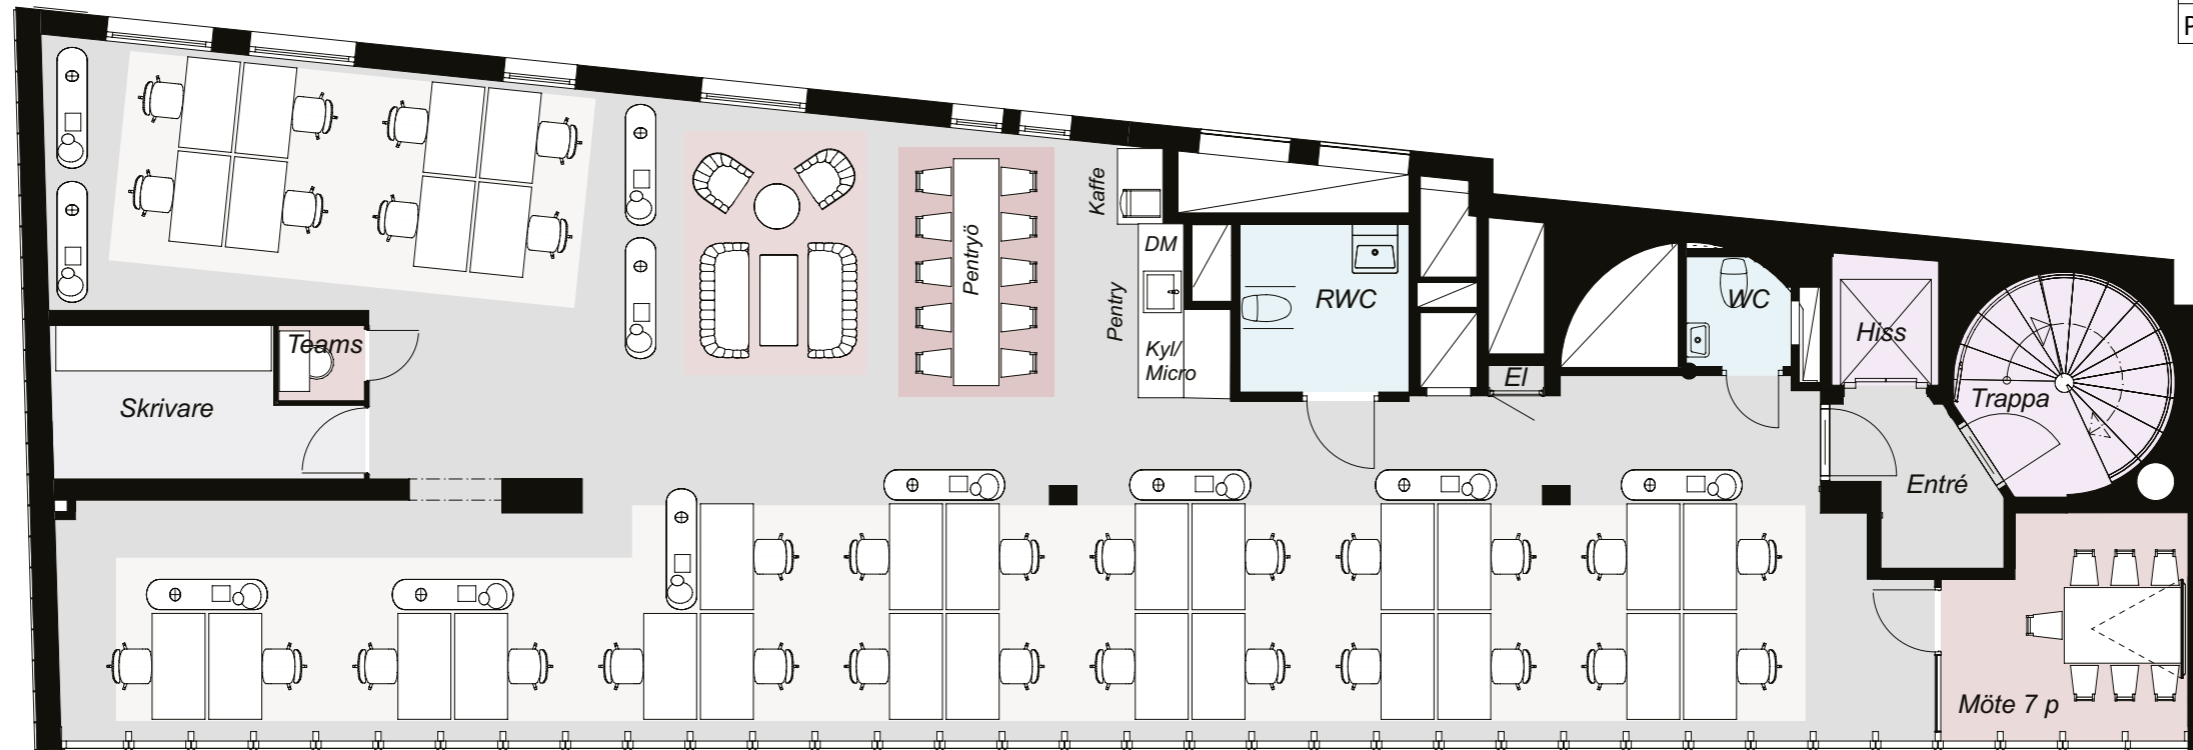 P
Kaffe
DM
Pentry
Kyl/
Micro
Pentryö
RWC
WC
Hiss
Trappa
El
Teams
Skrivare
Entré
Möte 7 p